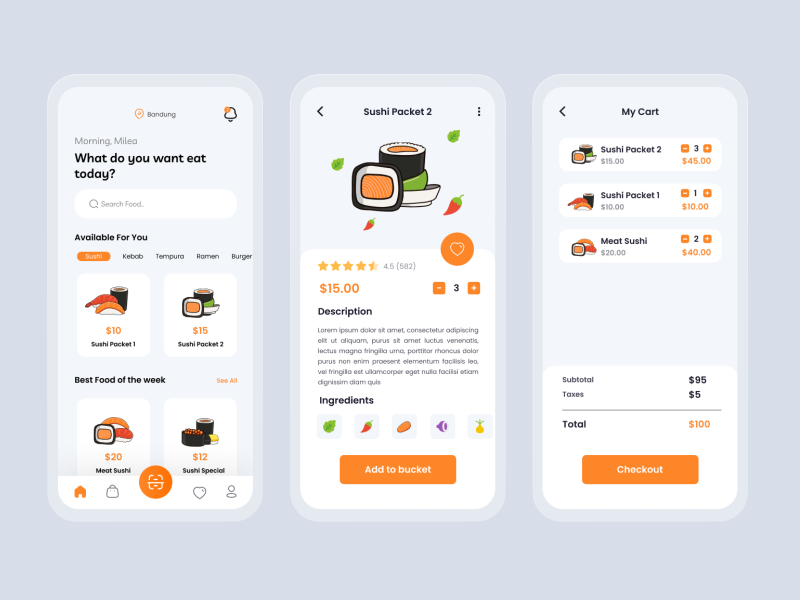 Bandung
Morning, Milea
What do you want eat
today?
Search Food..
Available For You
Sushi Kebab Tempura Ramen Burger
$10 $15
Sushi Packet 1 Sushi Packet 2
Best Food of the week See All
$20 $12
Meat Sushi Sushi Special
Sushi Packet 2
4.5 (582)
$15.00 - 3 +
Description
Lorem ipsum dolor sit amet, consectetur adipiscing
elit ut aliquam, purus sit amet luctus venenatis,
lectus magna fringilla urna, porttitor rhoncus dolor
purus non enim praesent elementum facilisis leo,
vel fringilla est ullamcorper eget nulla facilisi etiam
dignissim diam quis
Ingredients
Add to bucket
My Cart
Sushi Packet 2 - 3 +
$15.00 $45.00
Sushi Packet 1 - 1 +
$10.00 $10.00
Meat Sushi - 2 +
$20.00 $40.00
Subtotal $95
Taxes $5
Total $100
Checkout